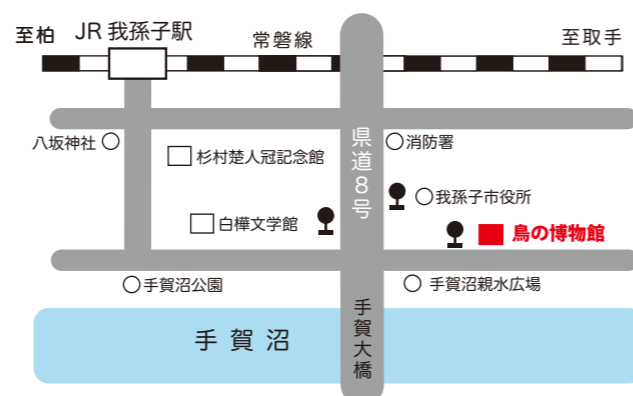 至柏
JR 我孫子駅
常磐線
至取手
八坂神社
消防署
杉村楚人冠記念館
県道8号
我孫子市役所
白樺文学館
鳥の博物館
手賀沼公園
手賀沼親水広場
手賀沼
手賀大橋